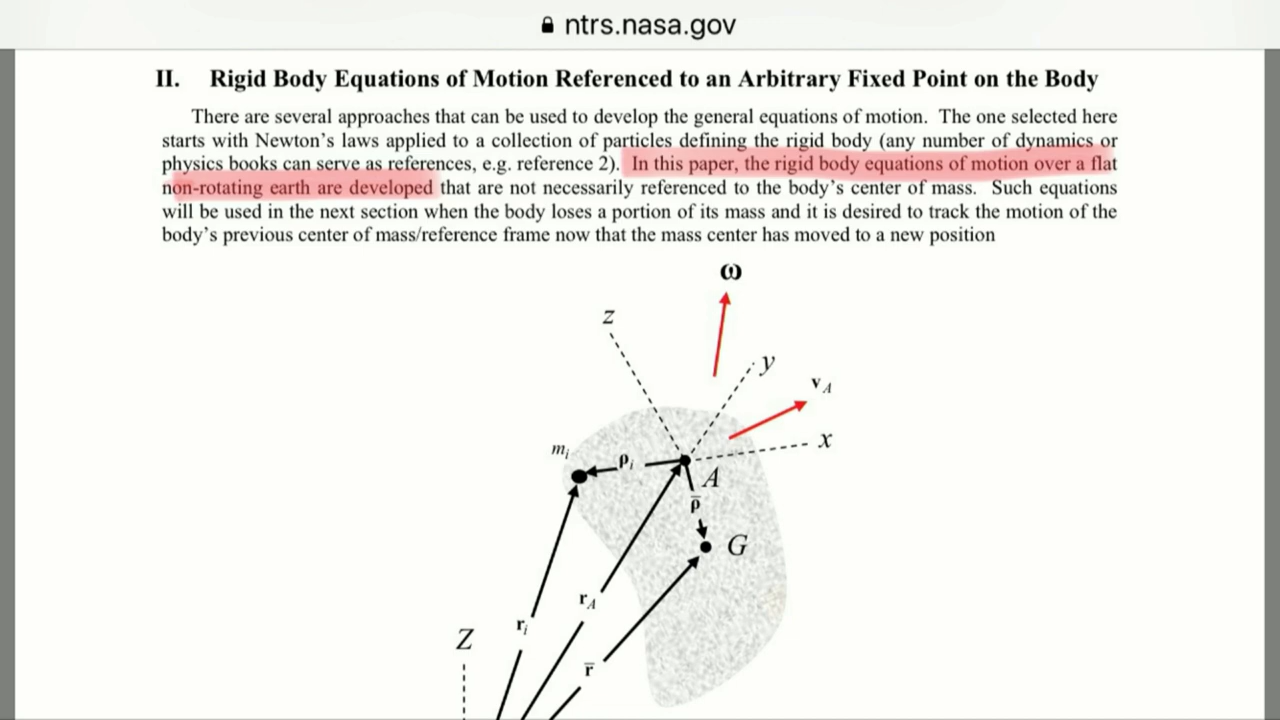 ntrs.nasa.gov
II. Rigid Body Equations of Motion Referenced to an Arbitrary Fixed Point on the Body
There are several approaches that can be used to develop the general equations of motion. The one selected here
starts with Newton's laws applied to a collection of particles defining the rigid body (any number of dynamics or
physics books can serve as references, e.g. reference 2). In this paper, the rigid body equations of motion over a flat
non-rotating earth are developed that are not necessarily referenced to the body's center of mass. Such equations
will be used in the next section when the body loses a portion of its mass and it is desired to track the motion of the
body's previous center of mass/reference frame now that the mass center has moved to a new position
ω
z
y
v_A
x
m_i
ρ_i
A
ρ̄
G
r_A
r_i
Z
r̄